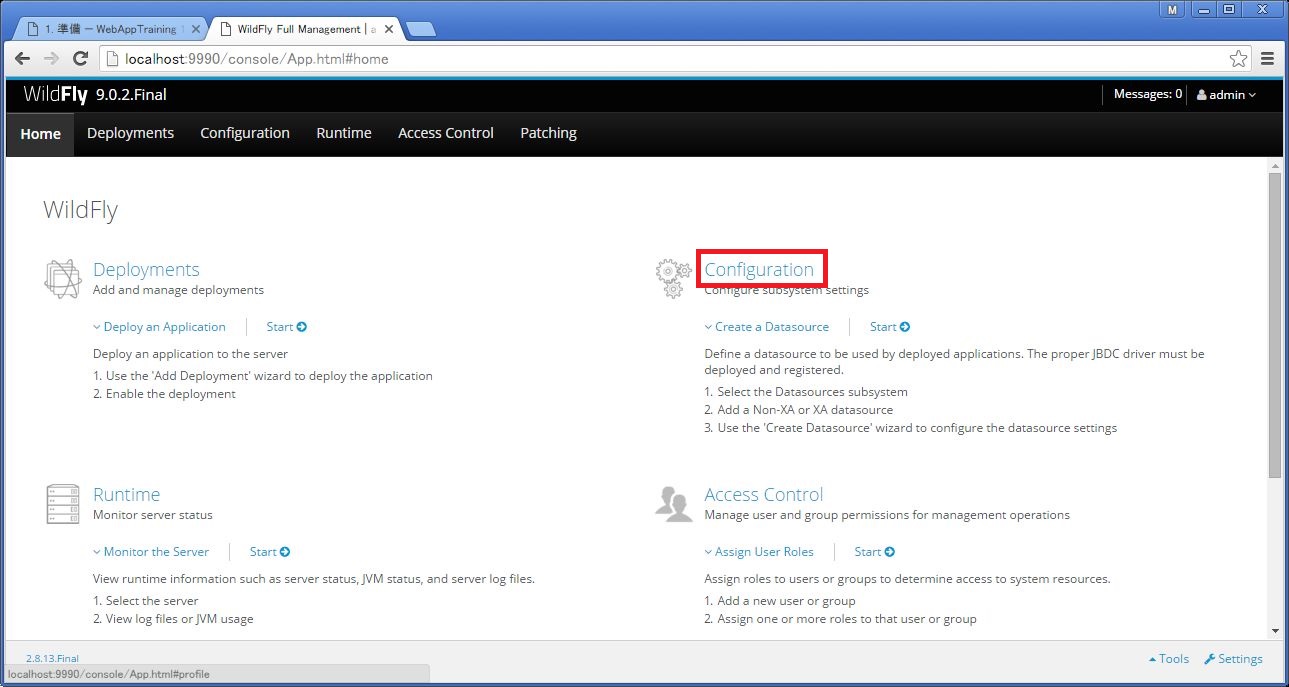 M
1. 準備 — WebAppTraining 1
WildFly Full Management | a
localhost:9990/console/App.html#home
WildFly 9.0.2.Final
Messages: 0
admin
Home Deployments Configuration Runtime Access Control Patching
WildFly
Deployments
Add and manage deployments
Deploy an Application Start
Deploy an application to the server
1. Use the 'Add Deployment' wizard to deploy the application
2. Enable the deployment
Configuration
Configure subsystem settings
Create a Datasource Start
Define a datasource to be used by deployed applications. The proper JBDC driver must be
deployed and registered.
1. Select the Datasources subsystem
2. Add a Non-XA or XA datasource
3. Use the 'Create Datasource' wizard to configure the datasource settings
Runtime
Monitor server status
Monitor the Server Start
View runtime information such as server status, JVM status, and server log files.
1. Select the server
2. View log files or JVM usage
Access Control
Manage user and group permissions for management operations
Assign User Roles Start
Assign roles to users or groups to determine access to system resources.
1. Add a new user or group
2. Assign one or more roles to that user or group
2.8.13.Final
Tools Settings
localhost:9990/console/App.html#profile